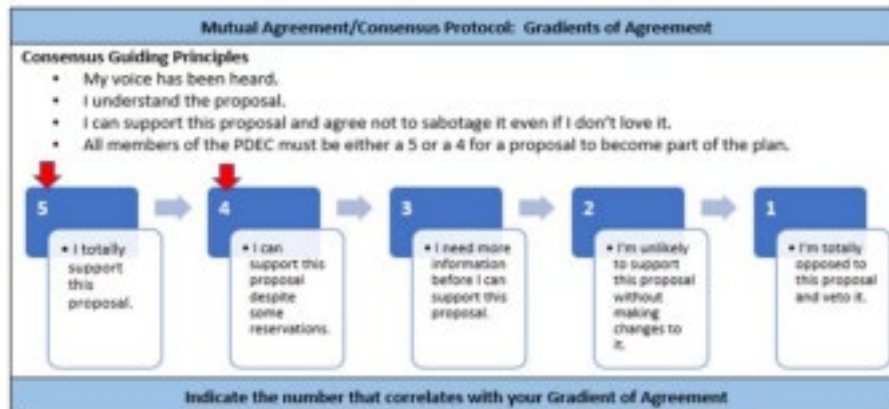 Mutual Agreement/Consensus Protocol: Gradients of Agreement
Consensus Guiding Principles
• My voice has been heard.
• I understand the proposal.
• I can support this proposal and agree not to sabotage it even if I don't love it.
• All members of the PDEC must be either a 5 or a 4 for a proposal to become part of the plan.
5
• I totally
support
this
proposal.
4
• I can
support this
proposal
despite
some
reservations.
3
• I need more
information
before I can
support this
proposal.
2
• I'm unlikely
to support
this proposal
without
making
changes to
it.
1
• I'm totally
opposed to
this proposal
and veto it.
Indicate the number that correlates with your Gradient of Agreement